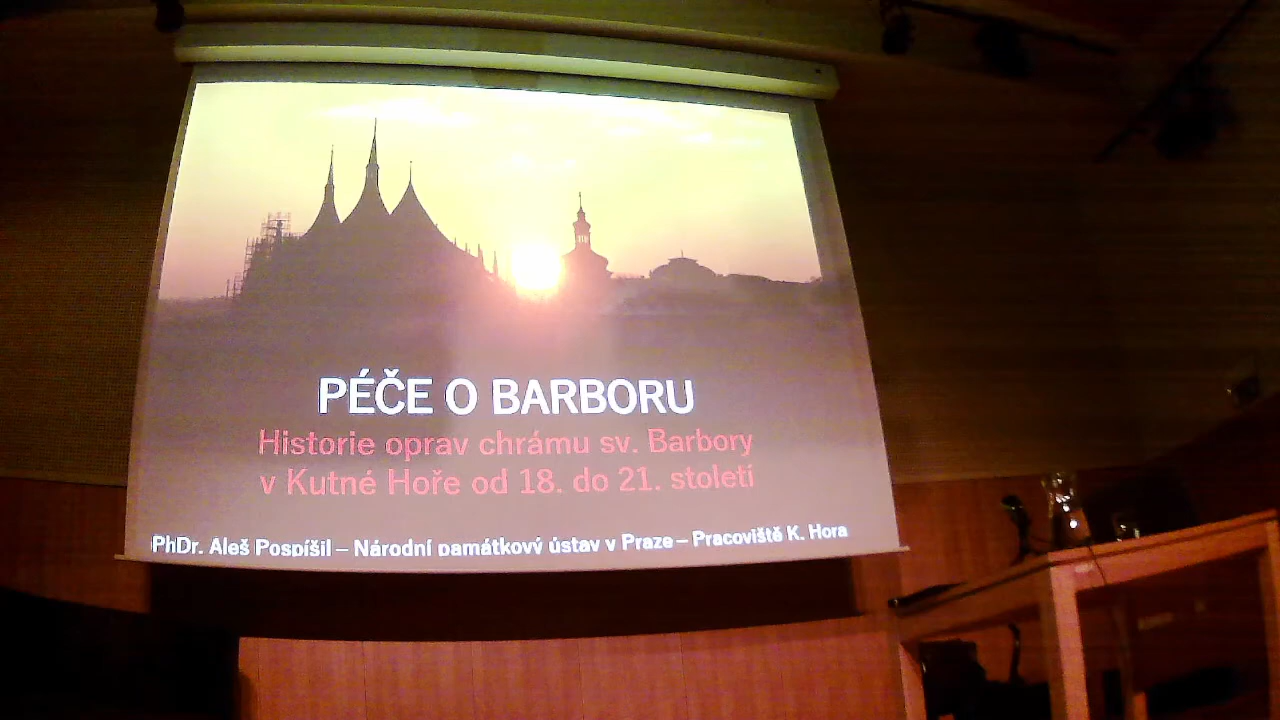 PÉČE O BARBORU
Historie oprav chrámu sv. Barbory
v Kutné Hoře od 18. do 21. století
PhDr. Aleš Pospíšil – Národní památkový ústav v Praze – Pracoviště K. Hora